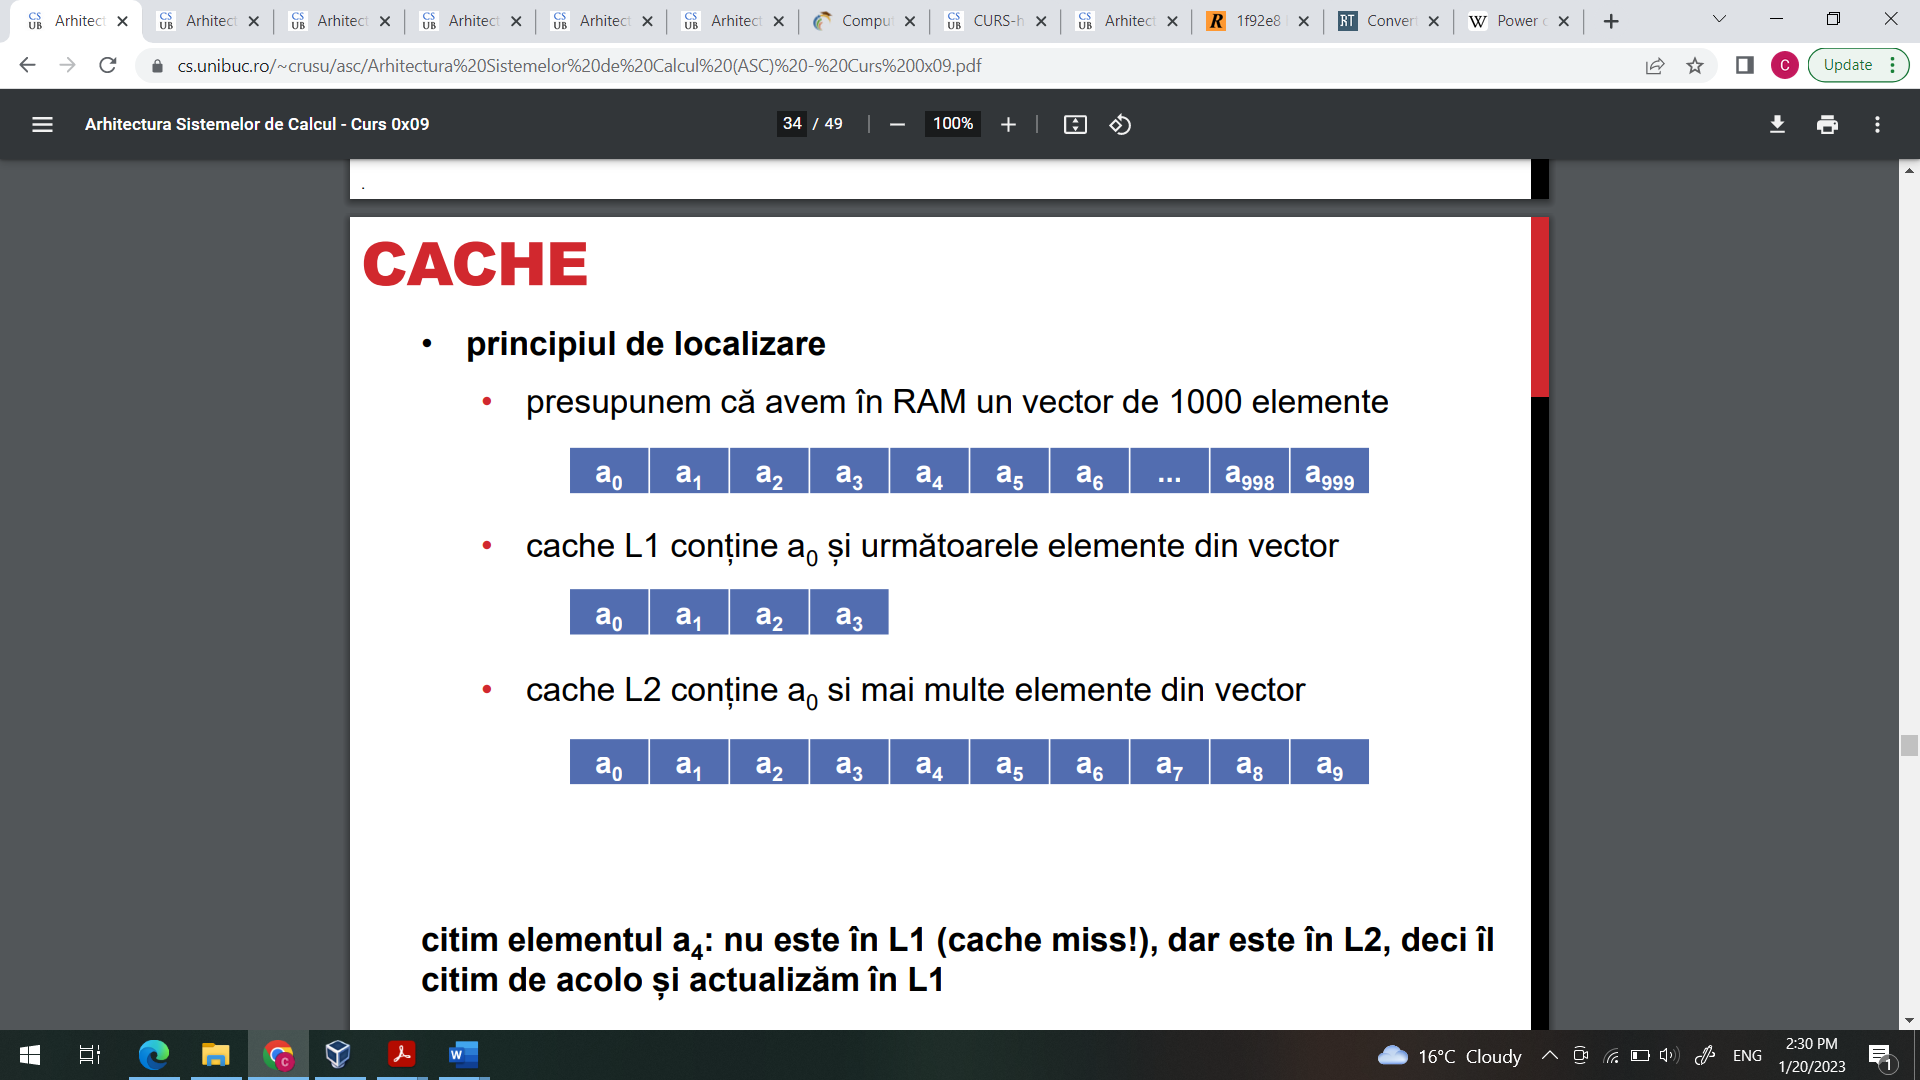 Arhitect
Arhitect
Arhitect
Arhitect
Arhitect
Arhitect
Comput
CURS-h
Arhitect
1f92e8
Convert
Power o
cs.unibuc.ro/~crusu/asc/Arhitectura%20Sistemelor%20de%20Calcul%20(ASC)%20-%20Curs%200x09.pdf
C
Update
Arhitectura Sistemelor de Calcul - Curs 0x09
34 / 49
100%
.
CACHE
• principiul de localizare
• presupunem că avem în RAM un vector de 1000 elemente
a0 a1 a2 a3 a4 a5 a6 ... a998 a999
• cache L1 conține a0 și următoarele elemente din vector
a0 a1 a2 a3
• cache L2 conține a0 si mai multe elemente din vector
a0 a1 a2 a3 a4 a5 a6 a7 a8 a9
citim elementul a4: nu este în L1 (cache miss!), dar este în L2, deci îl
citim de acolo și actualizăm în L1
16°C Cloudy
ENG
2:30 PM
1/20/2023
1